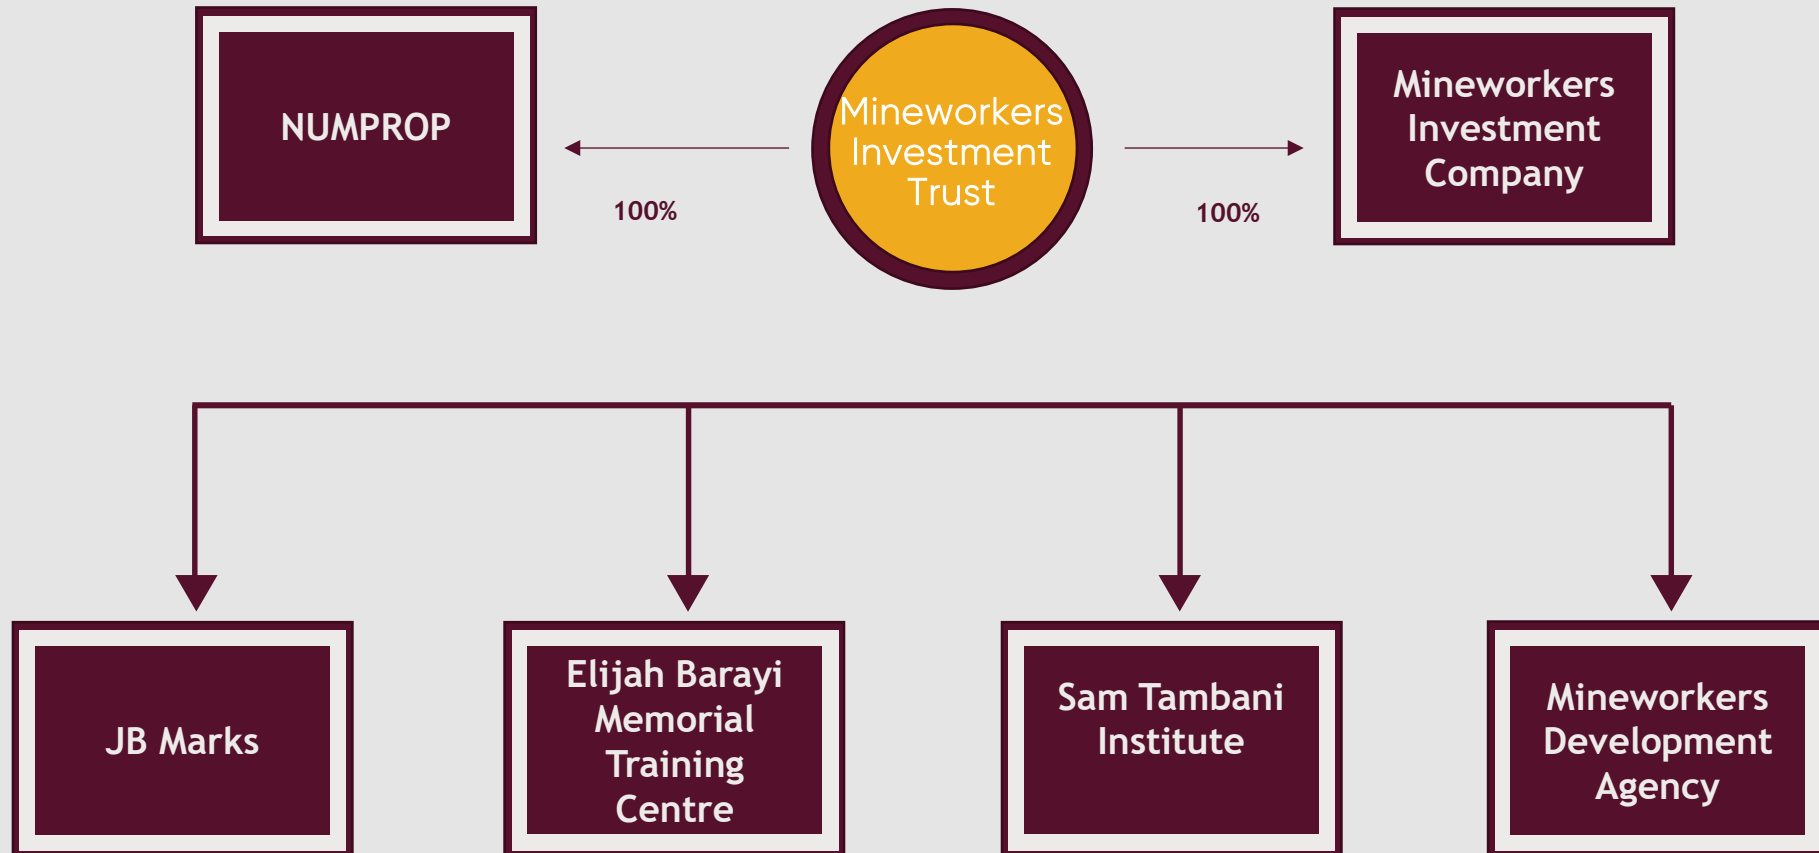 NUMPROP
100%
Mineworkers
Investment
Trust
100%
Mineworkers
Investment
Company
JB Marks
Elijah Barayi
Memorial
Training
Centre
Sam Tambani
Institute
Mineworkers
Development
Agency